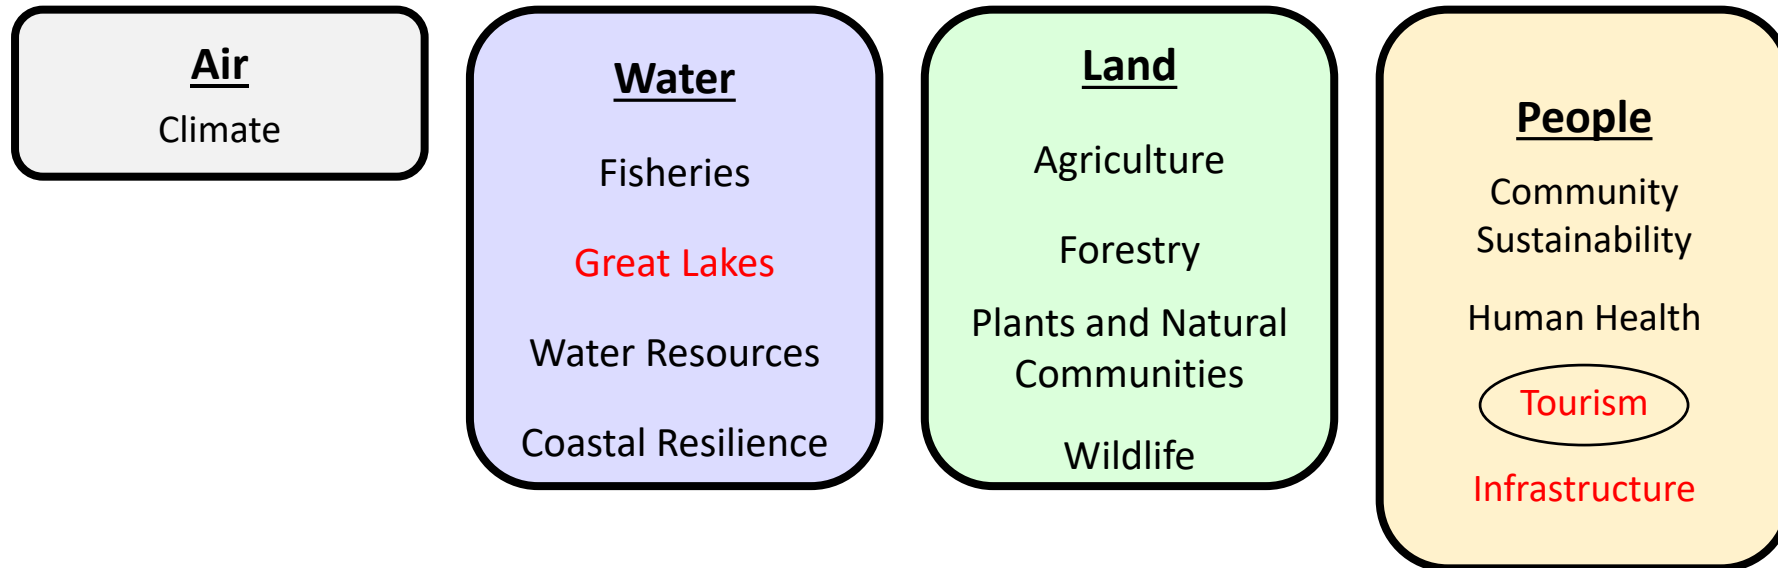 Air
Climate
Water
Fisheries
Great Lakes
Water Resources
Coastal Resilience
Land
Agriculture
Forestry
Plants and Natural
Communities
Wildlife
People
Community
Sustainability
Human Health
Tourism
Infrastructure